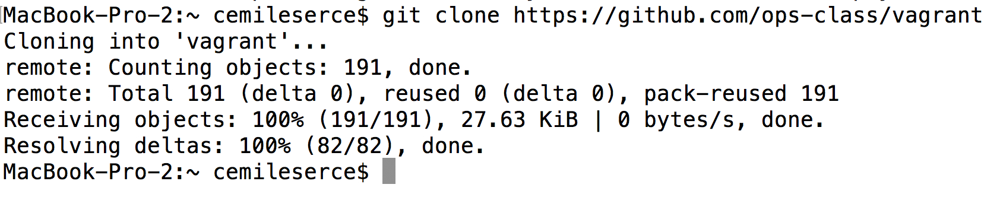 MacBook-Pro-2:~ cemileserce$ git clone https://github.com/ops-class/vagrant
Cloning into 'vagrant'...
remote: Counting objects: 191, done.
remote: Total 191 (delta 0), reused 0 (delta 0), pack-reused 191
Receiving objects: 100% (191/191), 27.63 KiB | 0 bytes/s, done.
Resolving deltas: 100% (82/82), done.
MacBook-Pro-2:~ cemileserce$